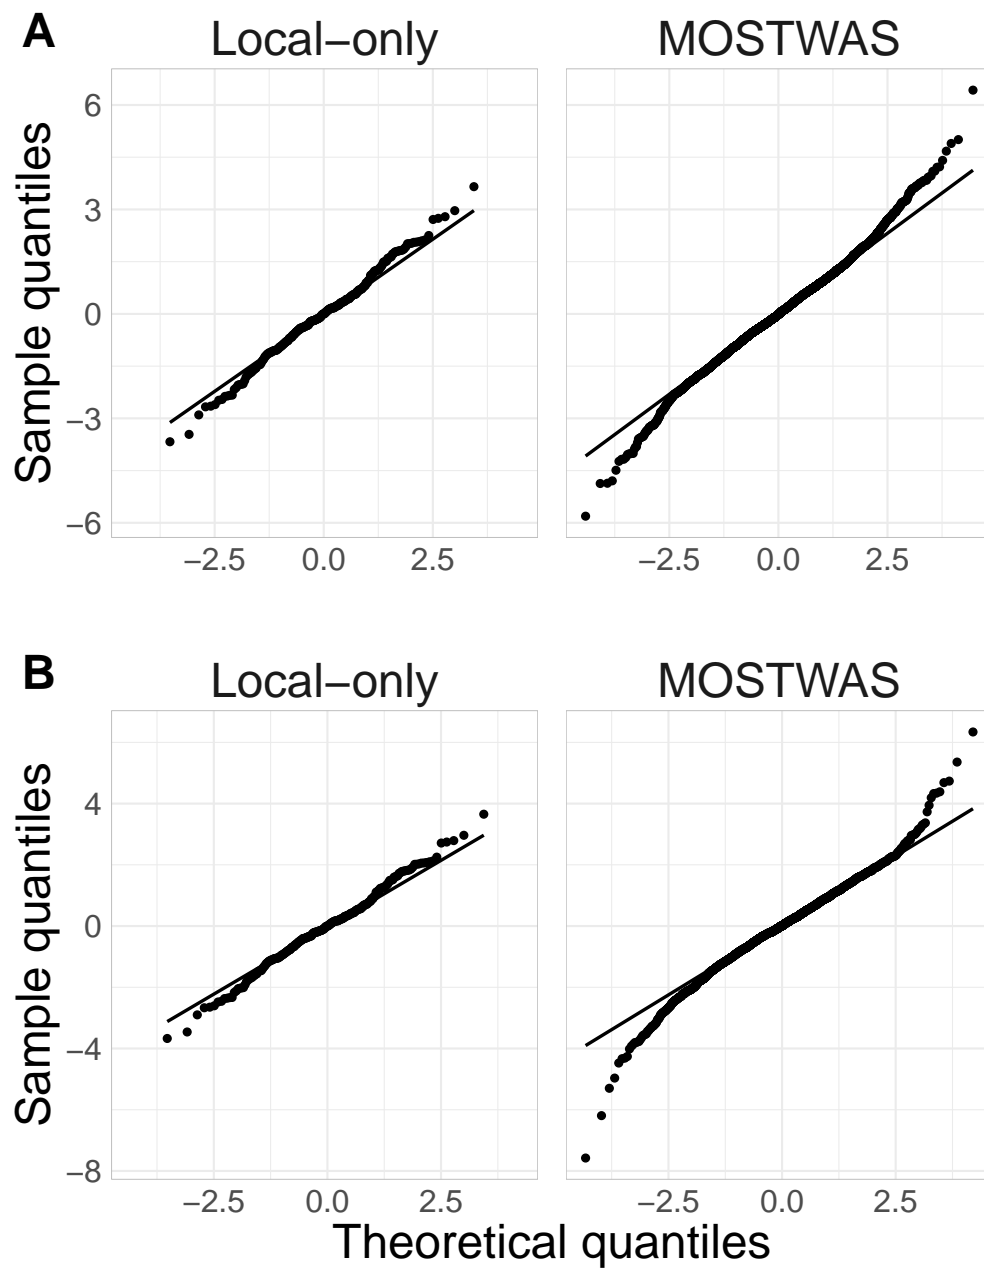 A
Local−only MOSTWAS
6
3
0
−3
−6
Sample quantiles
−2.5 0.0 2.5 −2.5 0.0 2.5
B
Local−only MOSTWAS
4
0
−4
−8
Sample quantiles
−2.5 0.0 2.5 −2.5 0.0 2.5
Theoretical quantiles